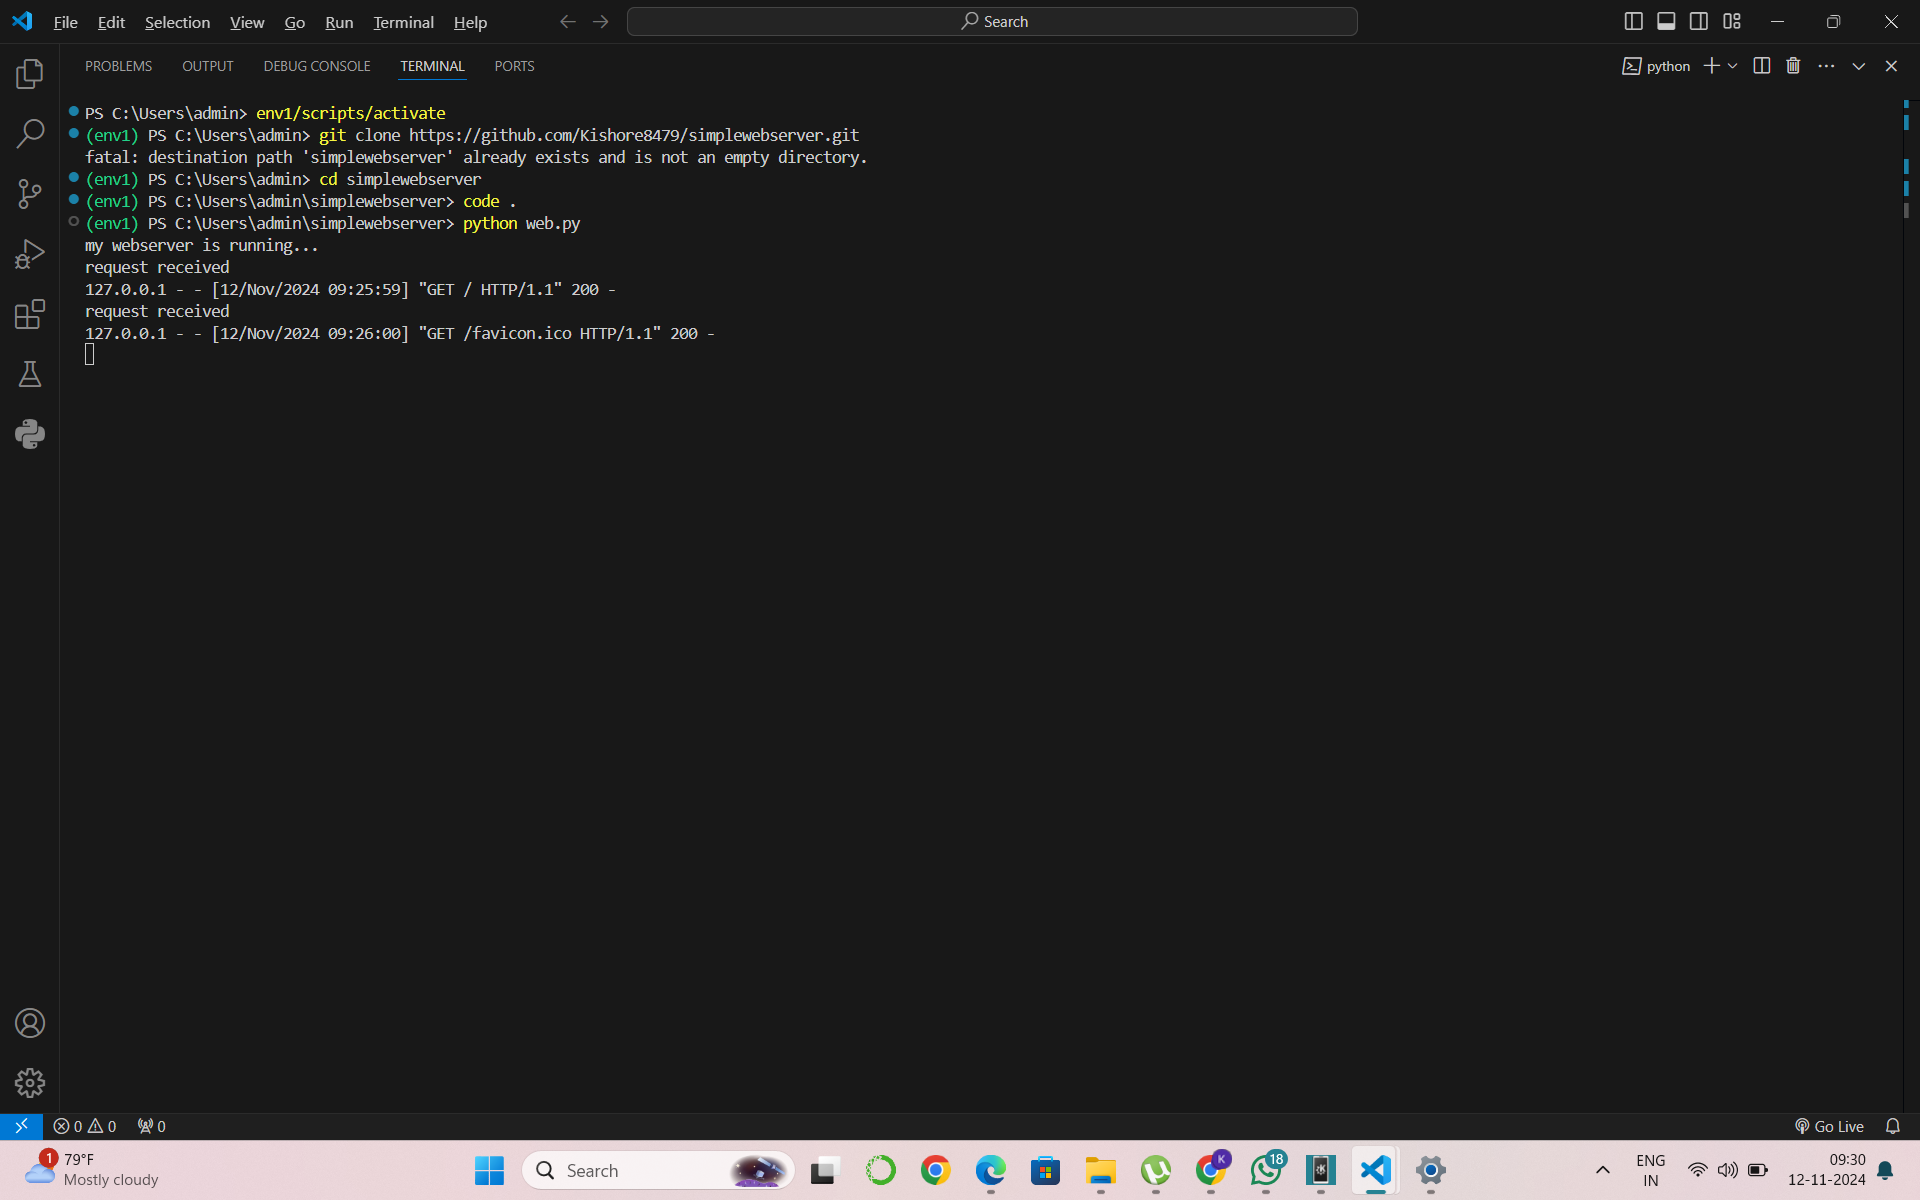 File Edit Selection View Go Run Terminal Help Search
PROBLEMS OUTPUT DEBUG CONSOLE TERMINAL PORTS python
PS C:\Users\admin> env1/scripts/activate
(env1) PS C:\Users\admin> git clone https://github.com/Kishore8479/simplewebserver.git
fatal: destination path 'simplewebserver' already exists and is not an empty directory.
(env1) PS C:\Users\admin> cd simplewebserver
(env1) PS C:\Users\admin\simplewebserver> code .
(env1) PS C:\Users\admin\simplewebserver> python web.py
my webserver is running...
request received
127.0.0.1 - - [12/Nov/2024 09:25:59] "GET / HTTP/1.1" 200 -
request received
127.0.0.1 - - [12/Nov/2024 09:26:00] "GET /favicon.ico HTTP/1.1" 200 -
0 0 0 Go Live
1 79°F
Mostly cloudy
Search
K
18
ENG
IN
09:30
12-11-2024